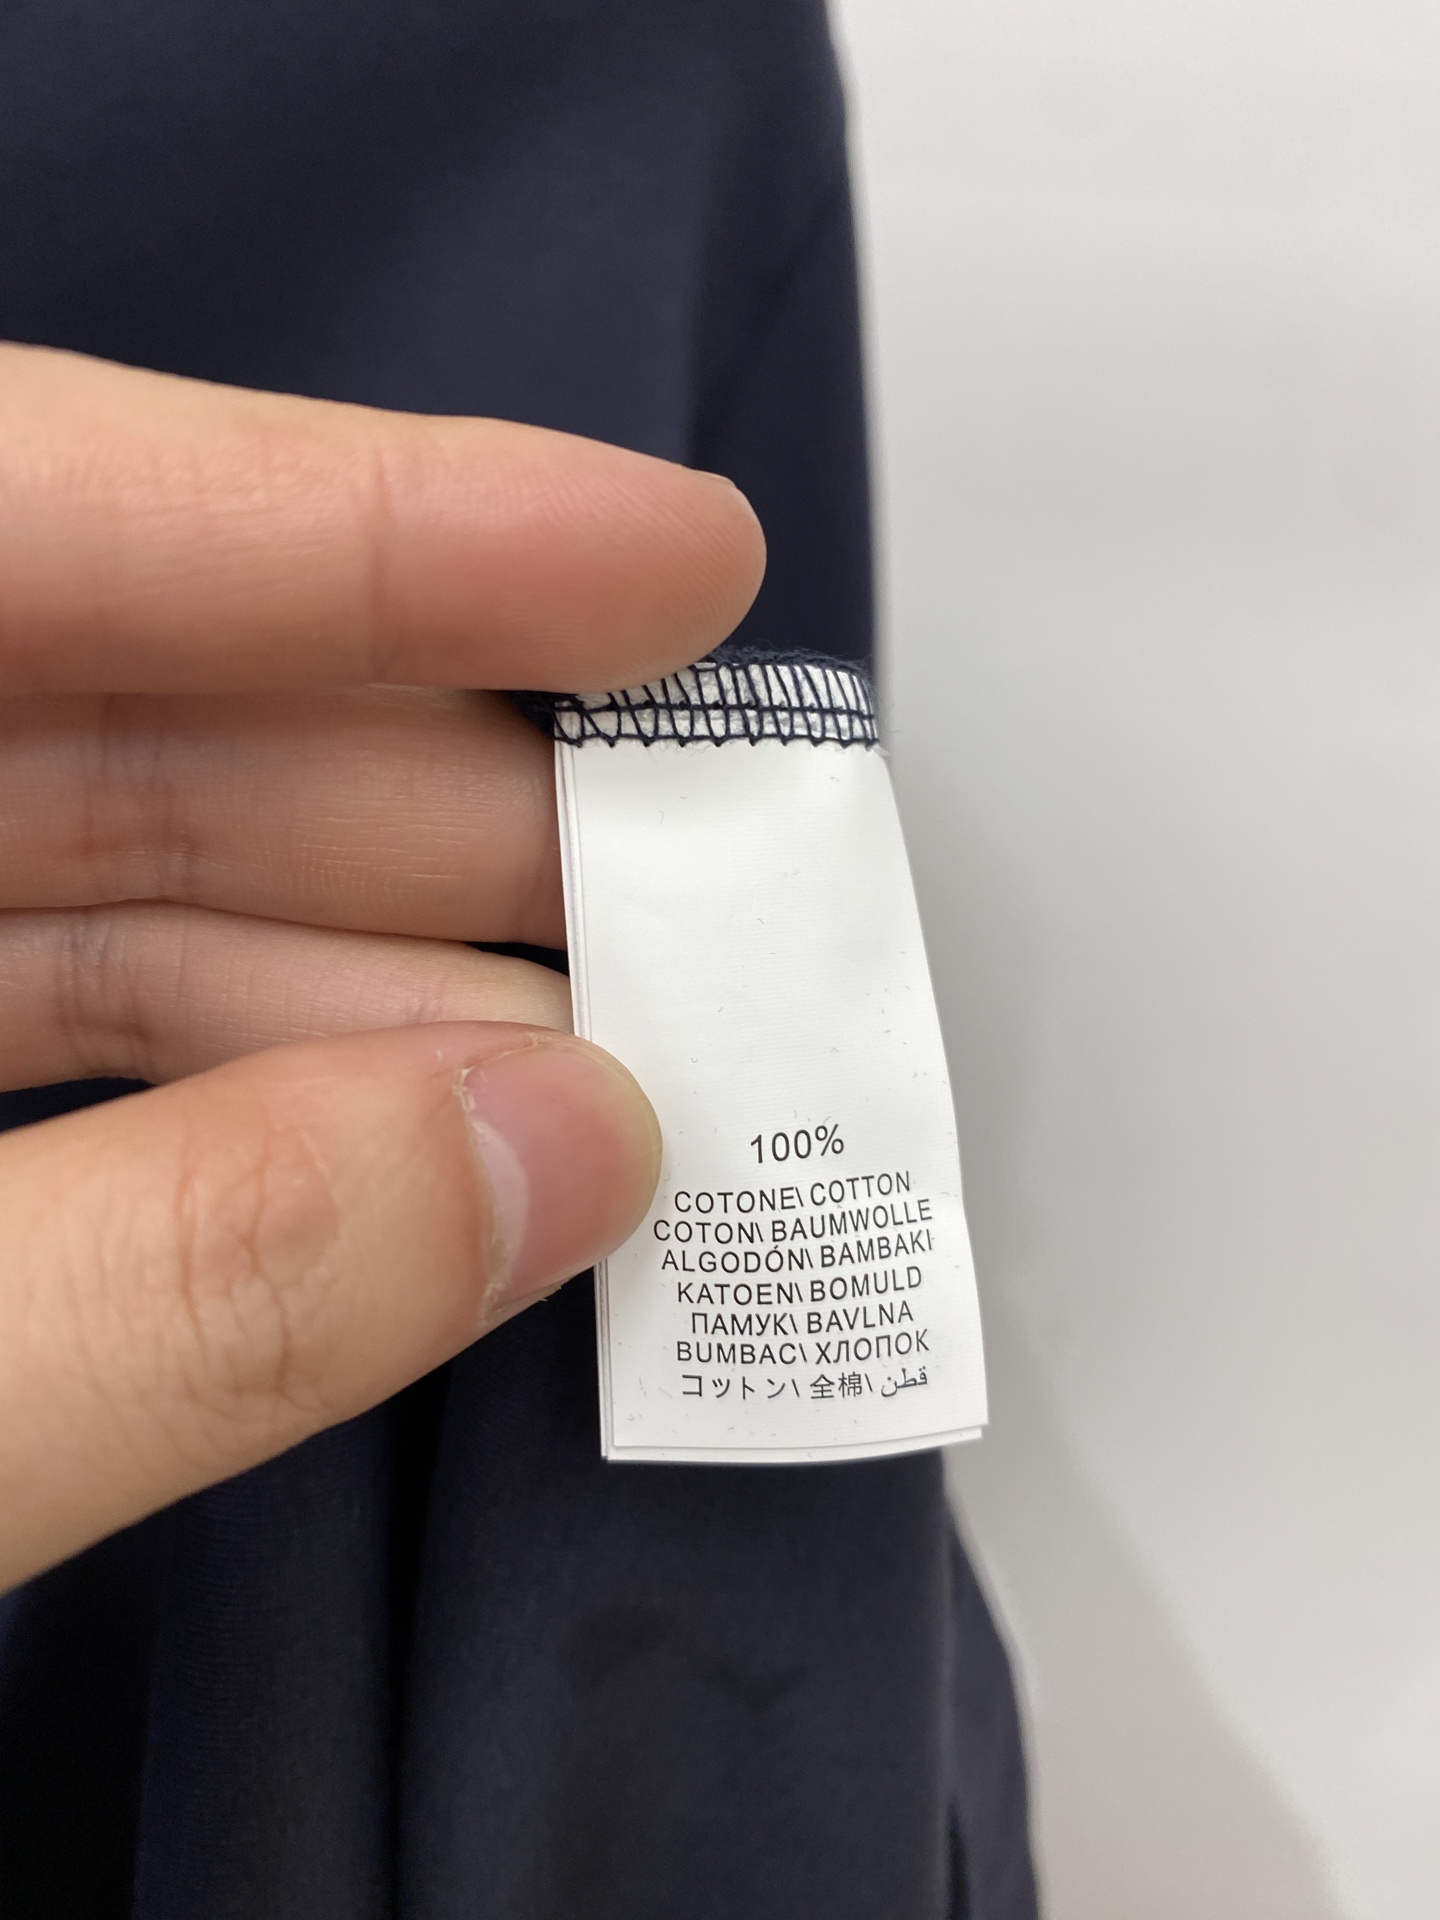 100%
COTONE\ COTTON
COTON\ BAUMWOLLE
ALGODÓN\ BAMBAKI
KATOEN\ BOMULD
ПАМУК\ BAVLNA
BUMBAC\ ХЛОПОК
コットン\ 全棉\ قطن